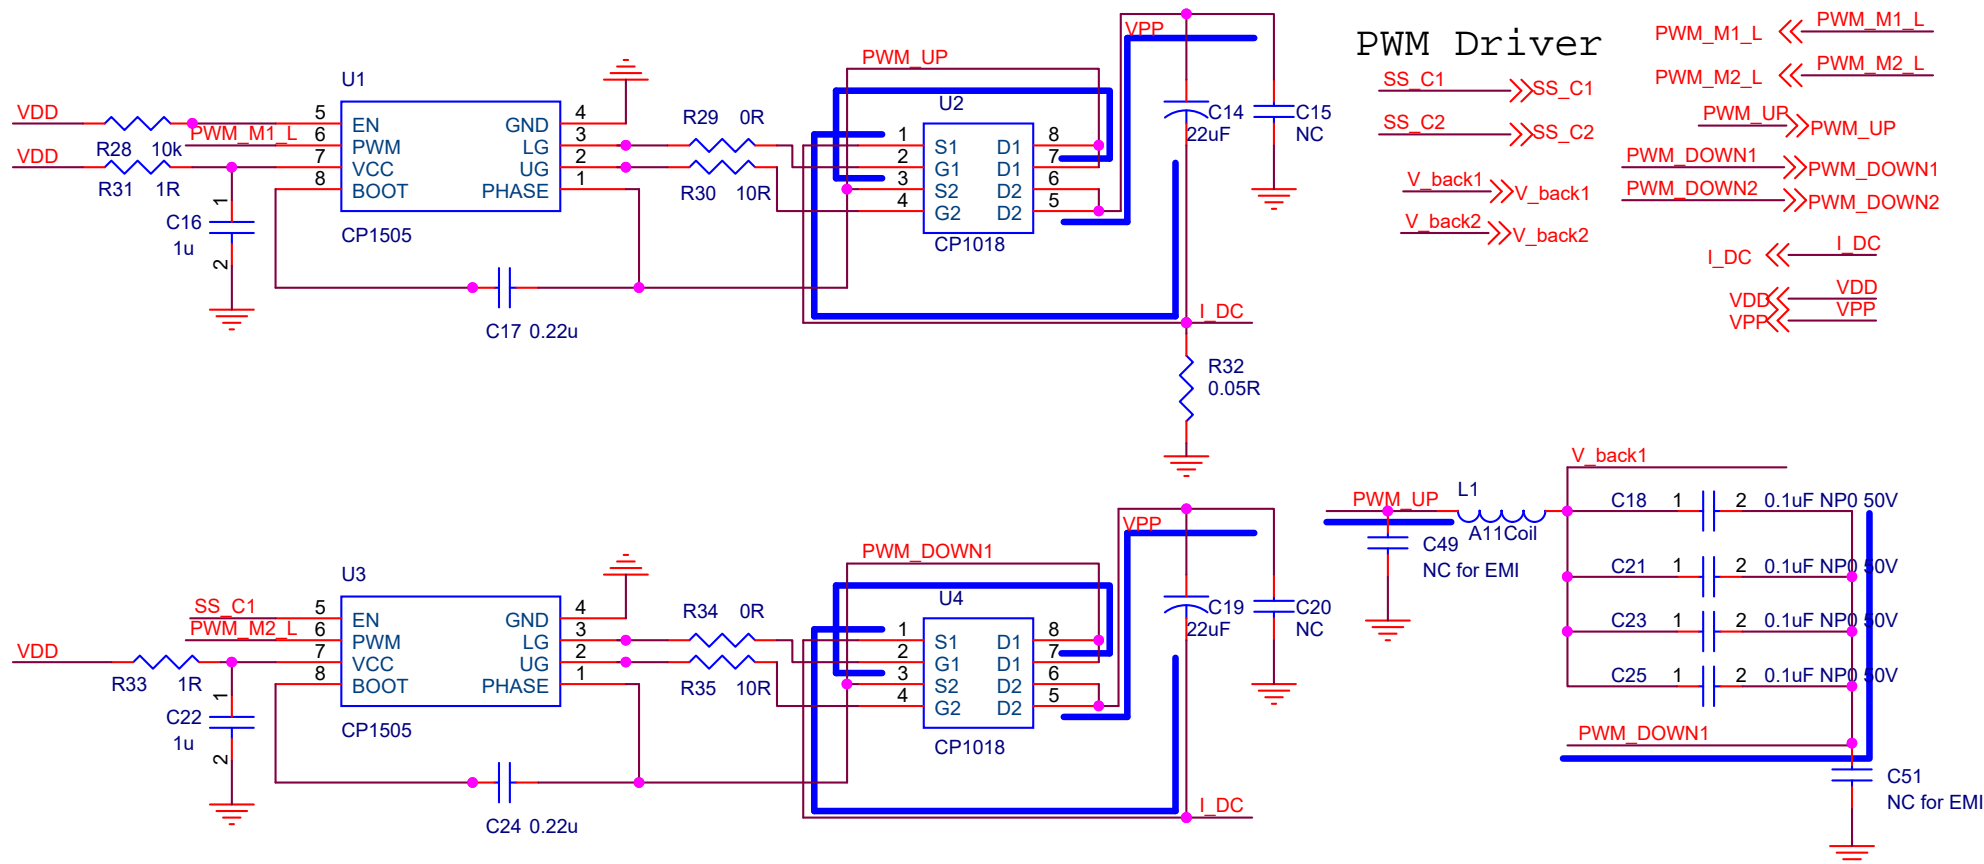 PWM Driver
VPP
PWM_UP
U1
VDD
5 EN GND 4
PWM_M1_L 6 PWM LG 3
VDD 7 VCC UG 2
8 BOOT PHASE 1
R28 10k
R31 1R
C16
1u
1
2
CP1505
C17 0.22u
R29 0R
R30 10R
U2
1 S1 D1 8
2 G1 D1 7
3 S2 D2 6
4 G2 D2 5
CP1018
C14
22uF
C15
NC
I_DC
R32
0.05R
SS_C1 SS_C1
SS_C2 SS_C2
V_back1 V_back1
V_back2 V_back2
PWM_M1_L PWM_M1_L
PWM_M2_L PWM_M2_L
PWM_UP PWM_UP
PWM_DOWN1 PWM_DOWN1
PWM_DOWN2 PWM_DOWN2
I_DC I_DC
VDD VDD
VPP VPP
VPP
PWM_DOWN1
U3
SS_C1 5 EN GND 4
PWM_M2_L 6 PWM LG 3
VDD 7 VCC UG 2
8 BOOT PHASE 1
R33 1R
C22
1u
1
2
CP1505
C24 0.22u
R34 0R
R35 10R
U4
1 S1 D1 8
2 G1 D1 7
3 S2 D2 6
4 G2 D2 5
CP1018
C19
22uF
C20
NC
I_DC
V_back1
PWM_UP
L1
A11Coil
C49
NC for EMI
C18 1 2 0.1uF NP0 50V
C21 1 2 0.1uF NP0 50V
C23 1 2 0.1uF NP0 50V
C25 1 2 0.1uF NP0 50V
PWM_DOWN1
C51
NC for EMI